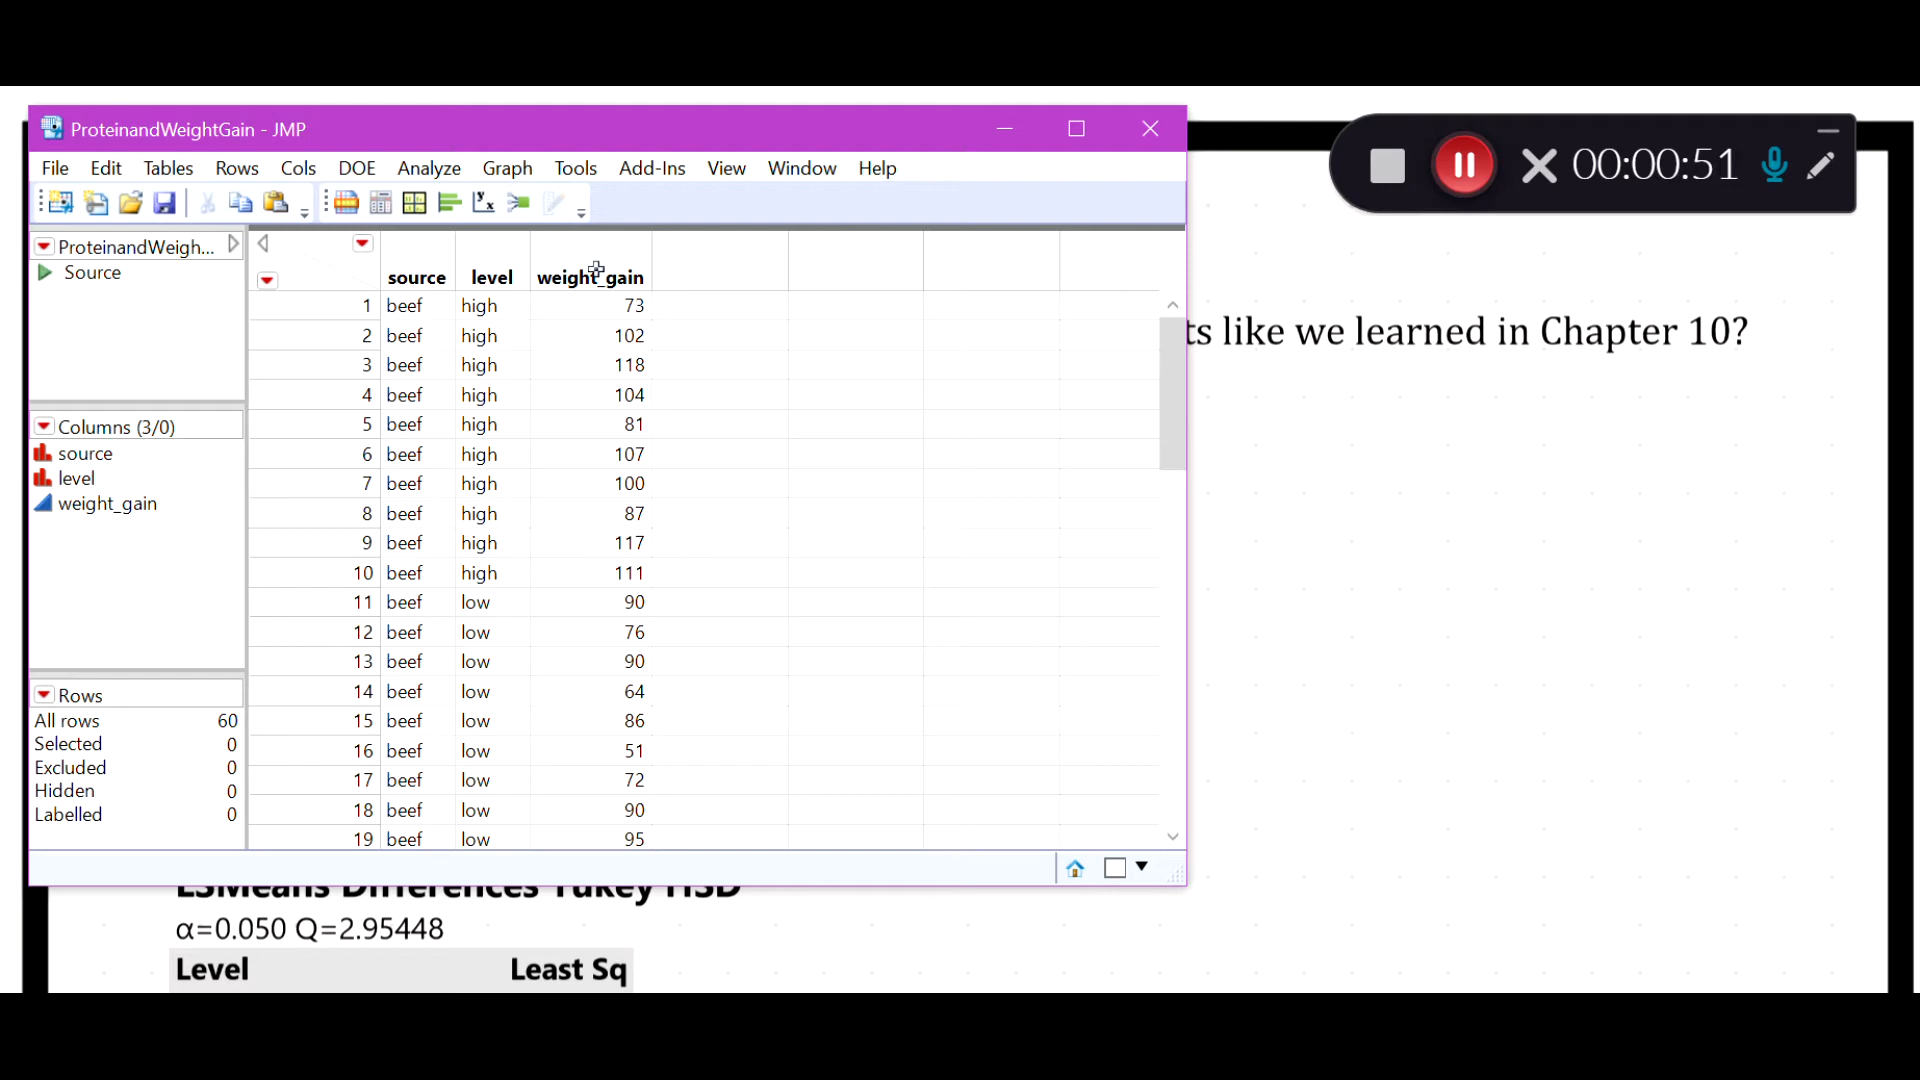 ProteinandWeightGain - JMP
00:00:51
File Edit Tables Rows Cols DOE Analyze Graph Tools Add-Ins View Window Help
ProteinandWeigh...
Source
source level weight_gain
1 beef high 73
2 beef high 102
3 beef high 118
4 beef high 104
5 beef high 81
6 beef high 107
7 beef high 100
8 beef high 87
9 beef high 117
10 beef high 111
11 beef low 90
12 beef low 76
13 beef low 90
14 beef low 64
15 beef low 86
16 beef low 51
17 beef low 72
18 beef low 90
19 beef low 95
Columns (3/0)
source
level
weight_gain
Rows
All rows 60
Selected 0
Excluded 0
Hidden 0
Labelled 0
ts like we learned in Chapter 10?
LSMeans Differences Tukey HSD
α=0.050 Q=2.95448
Level Least Sq